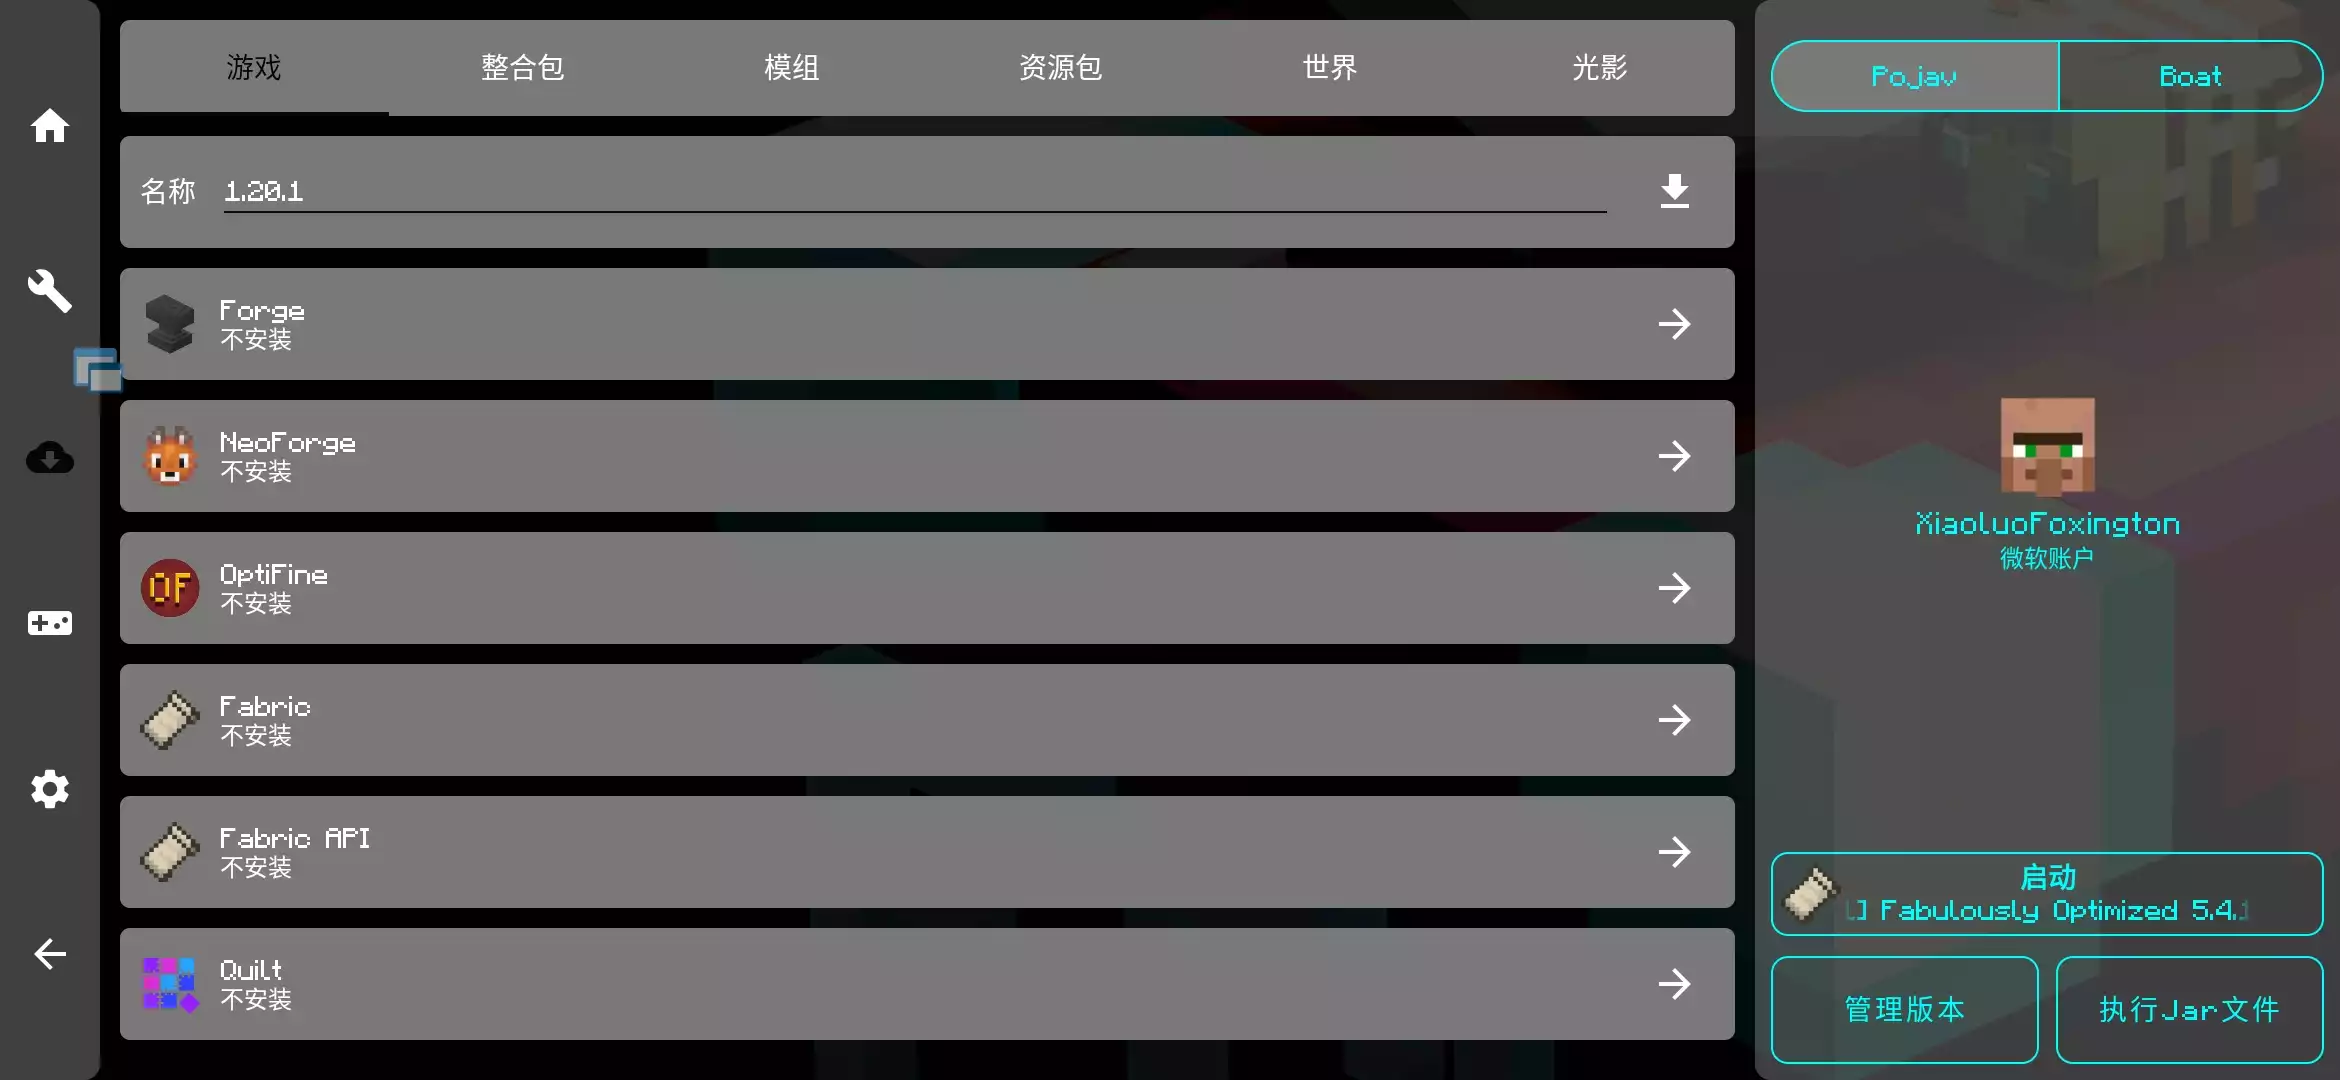 游戏 整合包 模组 资源包 世界 光影
名称 1.20.1
Forge
不安装
NeoForge
不安装
OF
OptiFine
不安装
Fabric
不安装
Fabric API
不安装
Quilt
不安装
Pojav Boat
XiaoluoFoxington
微软账户
启动
] Fabulously Optimized 5.4.1
管理版本 执行Jar文件